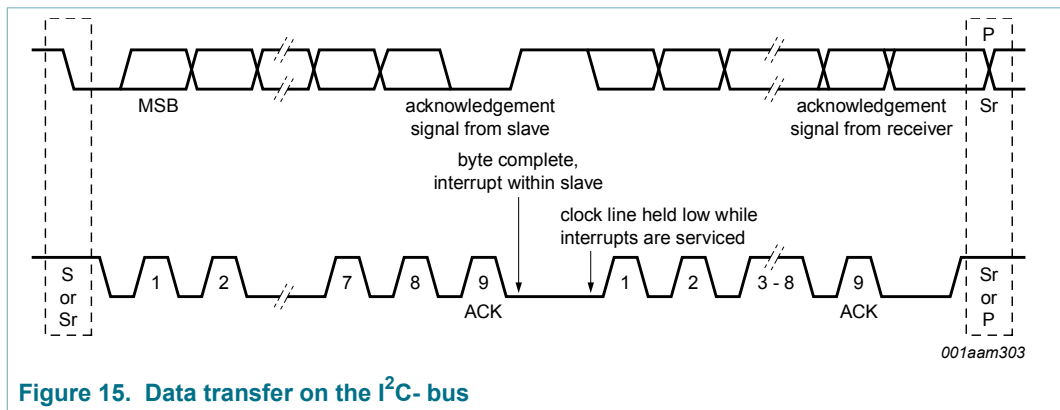 P
MSB
acknowledgement
signal from slave
acknowledgement
signal from receiver
Sr
byte complete,
interrupt within slave
clock line held low while
interrupts are serviced
S
or
Sr
1
2
7
8
9
ACK
1
2
3 - 8
9
ACK
Sr
or
P
001aam303
Figure 15. Data transfer on the I²C- bus